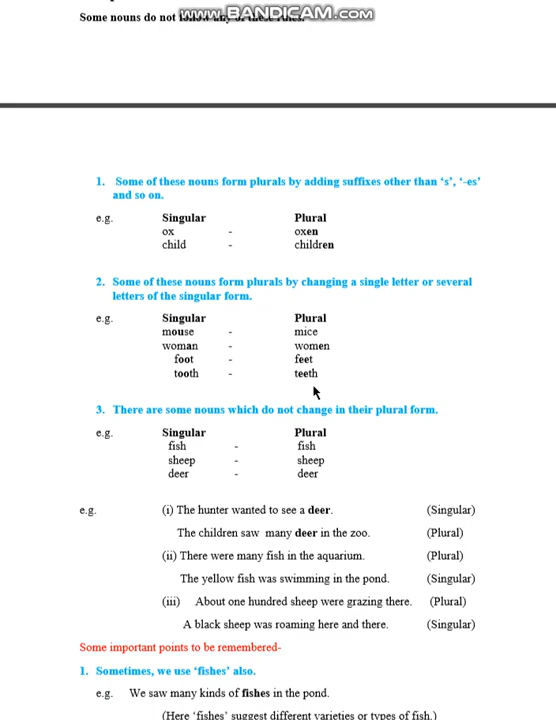 Some nouns do not follow any of these rules.
www.BANDICAM.com
1. Some of these nouns form plurals by adding suffixes other than ‘s’, ‘-es’
and so on.
e.g. Singular Plural
ox - oxen
child - children
2. Some of these nouns form plurals by changing a single letter or several
letters of the singular form.
e.g. Singular Plural
mouse - mice
woman - women
foot - feet
tooth - teeth
3. There are some nouns which do not change in their plural form.
e.g. Singular Plural
fish - fish
sheep - sheep
deer - deer
e.g. (i) The hunter wanted to see a deer. (Singular)
The children saw many deer in the zoo. (Plural)
(ii) There were many fish in the aquarium. (Plural)
The yellow fish was swimming in the pond. (Singular)
(iii) About one hundred sheep were grazing there. (Plural)
A black sheep was roaming here and there. (Singular)
Some important points to be remembered-
1. Sometimes, we use ‘fishes’ also.
e.g. We saw many kinds of fishes in the pond.
(Here ‘fishes’ suggest different varieties or types of fish.)